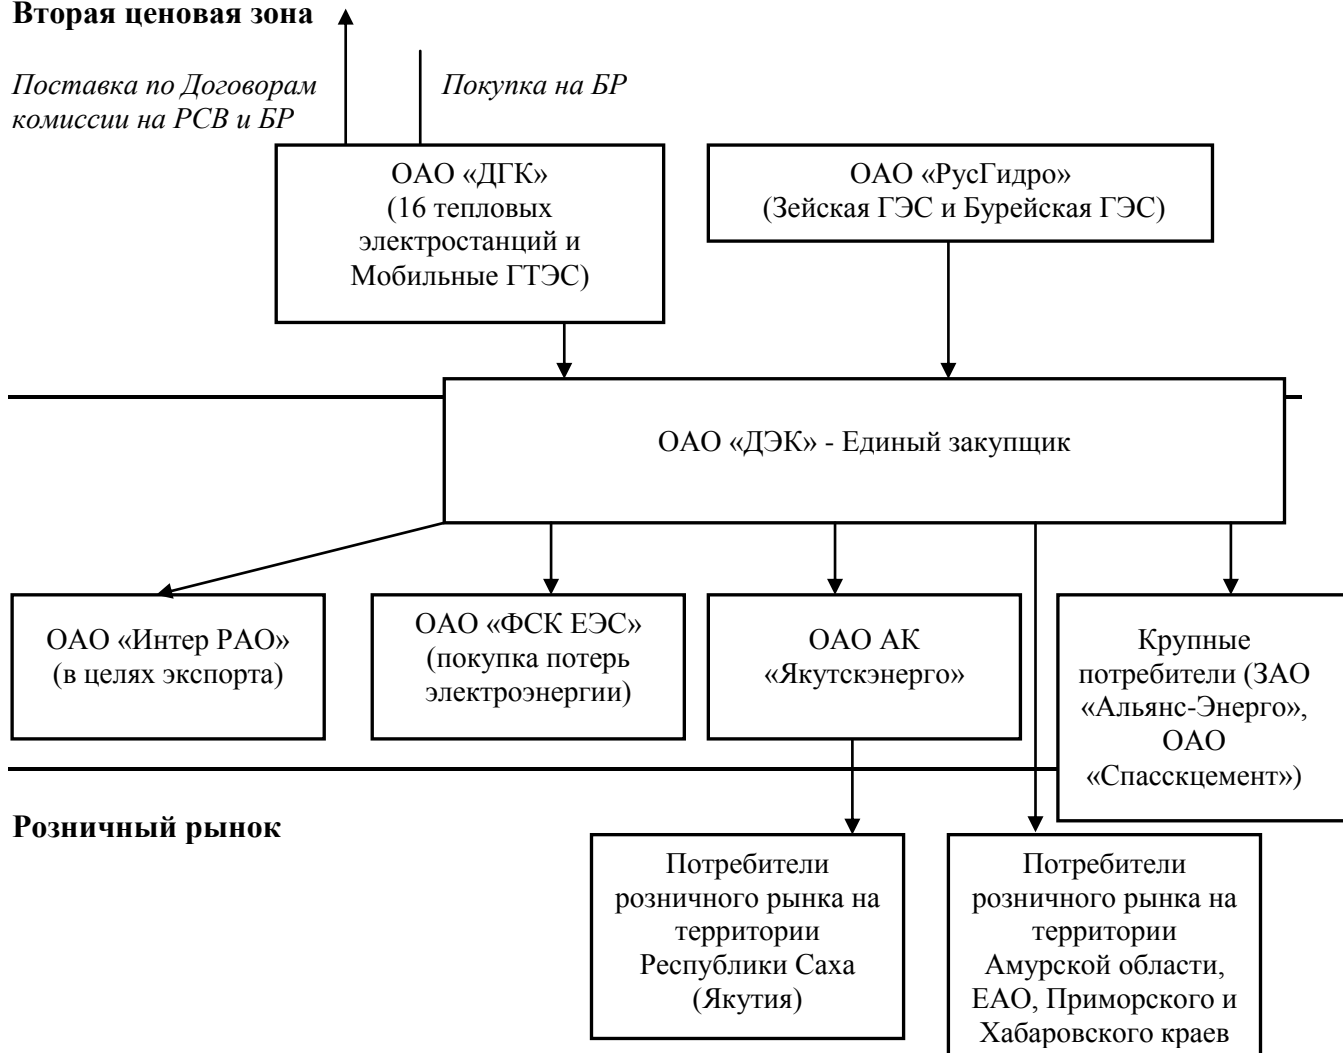 Вторая ценовая зона
Поставка по Договорам
комиссии на РСВ и БР
Покупка на БР
ОАО «ДГК»
(16 тепловых
электростанций и
Мобильные ГТЭС)
ОАО «РусГидро»
(Зейская ГЭС и Бурейская ГЭС)
ОАО «ДЭК» - Единый закупщик
ОАО «Интер РАО»
(в целях экспорта)
ОАО «ФСК ЕЭС»
(покупка потерь
электроэнергии)
ОАО АК
«Якутскэнерго»
Крупные
потребители (ЗАО
«Альянс-Энерго»,
ОАО
«Спасскцемент»)
Розничный рынок
Потребители
розничного рынка на
территории
Республики Саха
(Якутия)
Потребители
розничного рынка на
территории
Амурской области,
ЕАО, Приморского и
Хабаровского краев